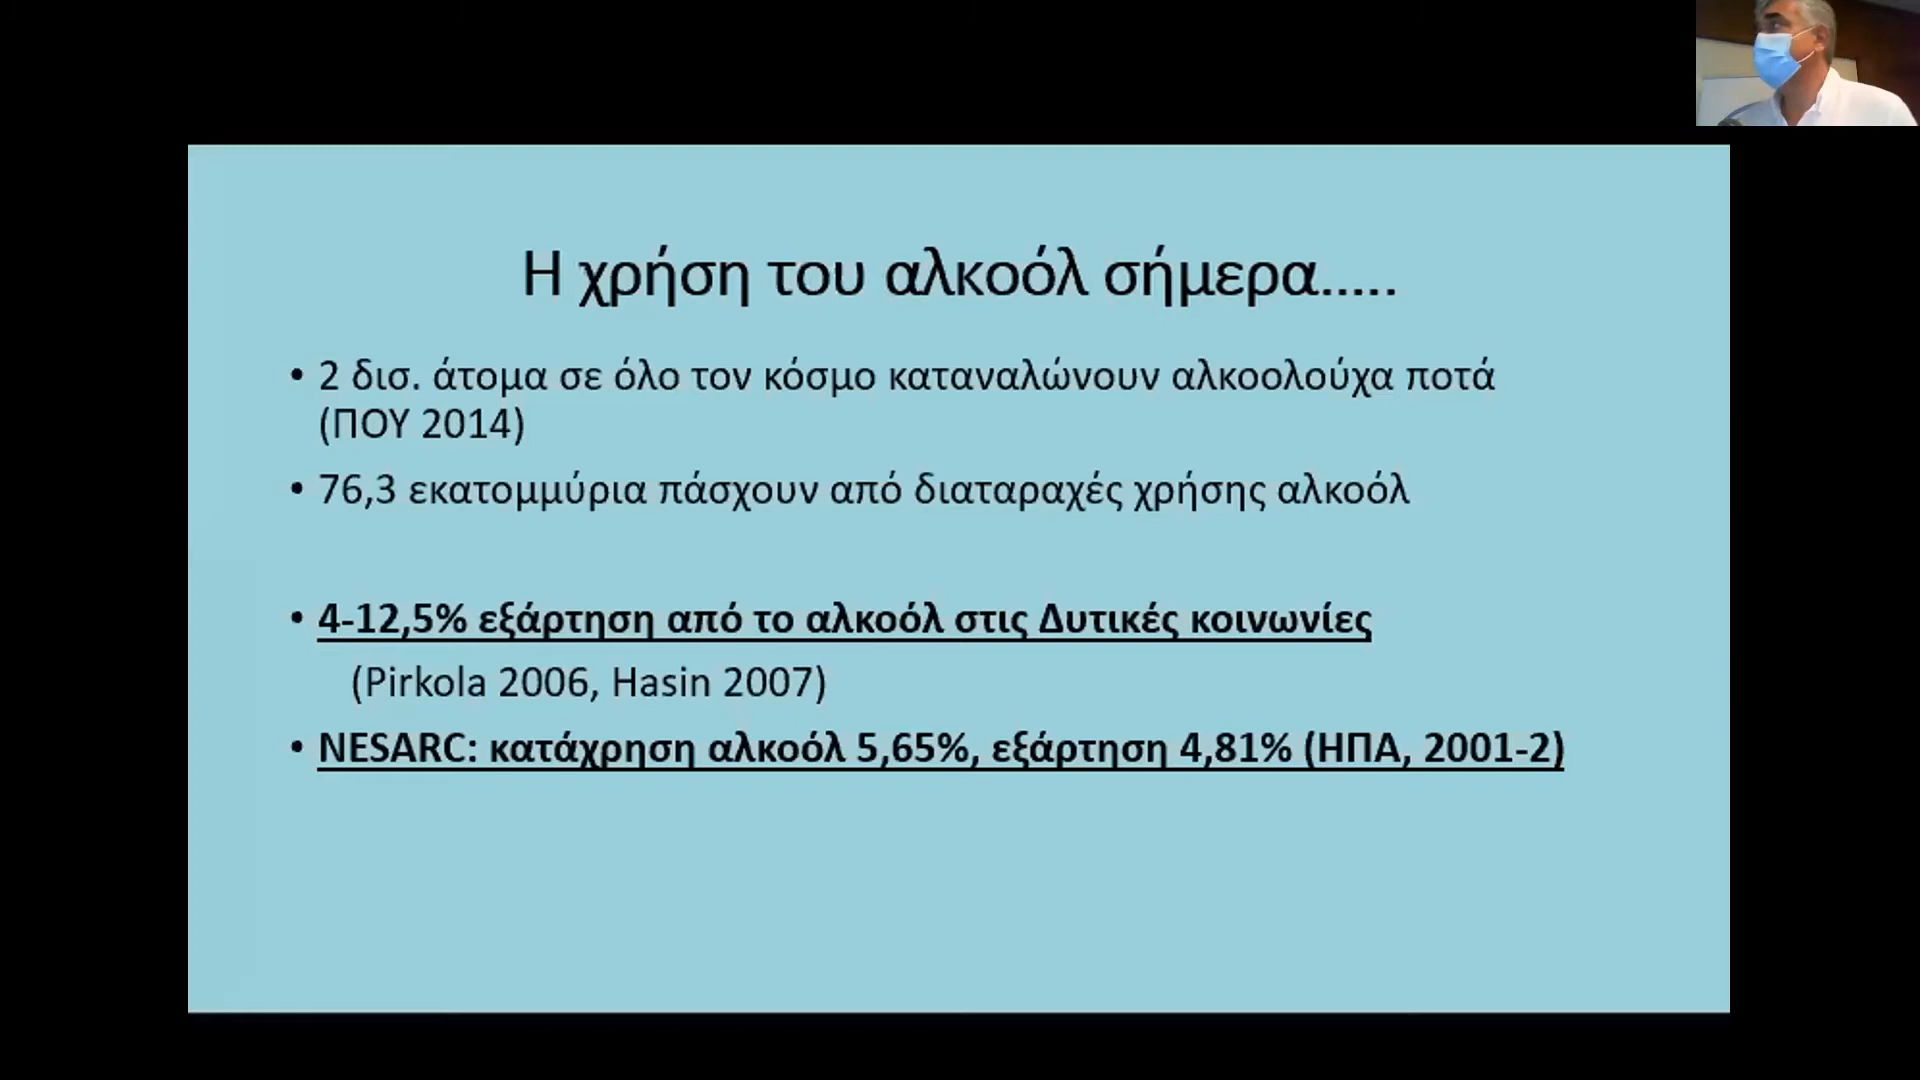 Η χρήση του αλκοόλ σήμερα.....
• 2 δισ. άτομα σε όλο τον κόσμο καταναλώνουν αλκοολούχα ποτά
(ΠΟΥ 2014)
• 76,3 εκατομμύρια πάσχουν από διαταραχές χρήσης αλκοόλ
• 4-12,5% εξάρτηση από το αλκοόλ στις Δυτικές κοινωνίες
(Pirkola 2006, Hasin 2007)
• NESARC: κατάχρηση αλκοόλ 5,65%, εξάρτηση 4,81% (ΗΠΑ, 2001-2)